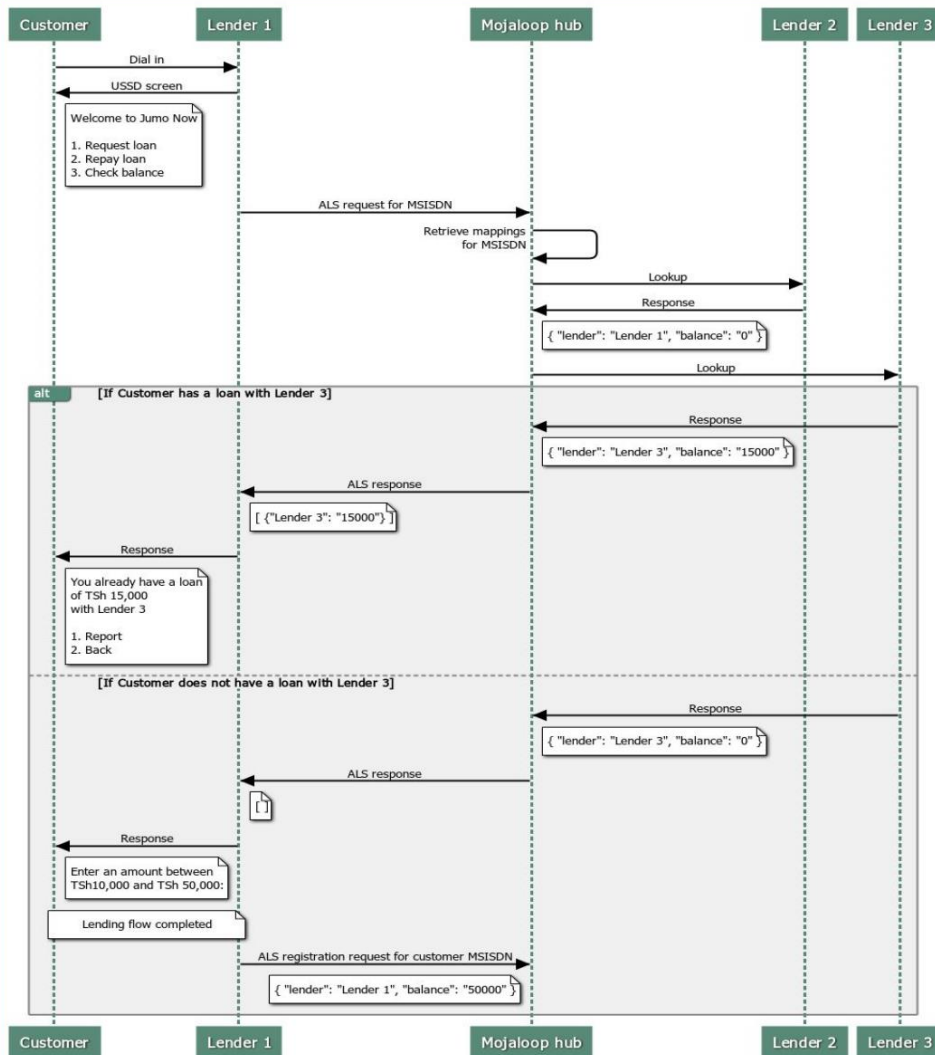 Customer Lender 1 Mojaloop hub Lender 2 Lender 3
Dial in
USSD screen
Welcome to Jumo Now
1. Request loan
2. Repay loan
3. Check balance
ALS request for MSISDN
Retrieve mappings
for MSISDN
Lookup
Response
{ "lender": "Lender 1", "balance": "0" }
Lookup
alt [If Customer has a loan with Lender 3]
Response
{ "lender": "Lender 3", "balance": "15000" }
ALS response
[ {"Lender 3": "15000"} ]
Response
You already have a loan
of TSh 15,000
with Lender 3
1. Report
2. Back
[If Customer does not have a loan with Lender 3]
Response
{ "lender": "Lender 3", "balance": "0" }
ALS response
[ ]
Response
Enter an amount between
TSh10,000 and TSh 50,000:
Lending flow completed
ALS registration request for customer MSISDN
{ "lender": "Lender 1", "balance": "50000" }
Customer Lender 1 Mojaloop hub Lender 2 Lender 3